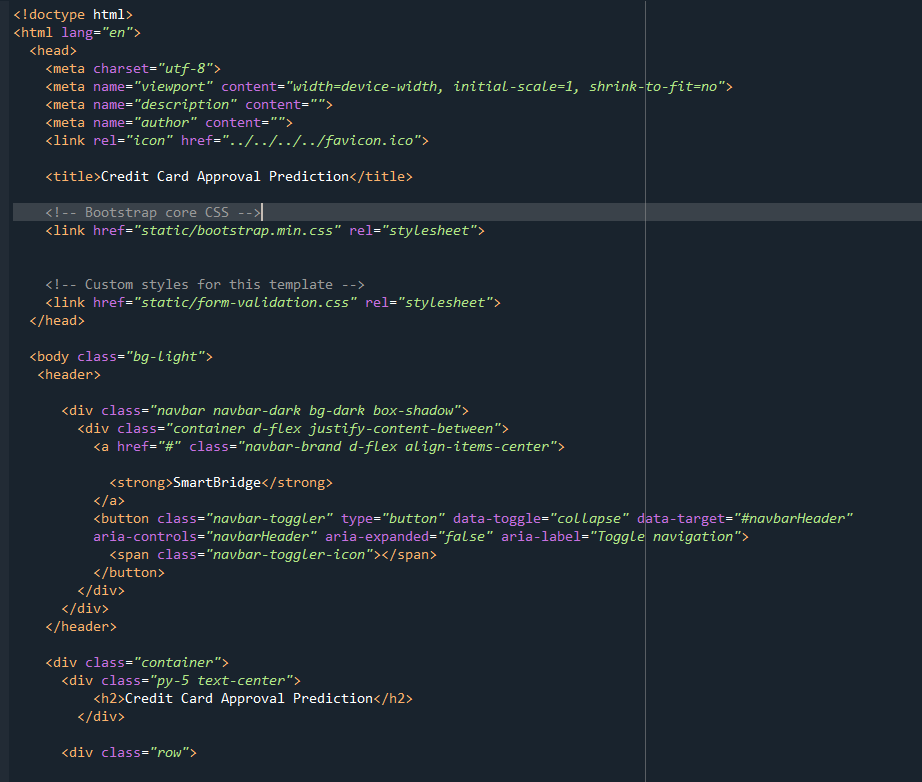 <!doctype html>
<html lang="en">
<head>
<meta charset="utf-8">
<meta name="viewport" content="width=device-width, initial-scale=1, shrink-to-fit=no">
<meta name="description" content="">
<meta name="author" content="">
<link rel="icon" href="../../../../favicon.ico">
<title>Credit Card Approval Prediction</title>
<!-- Bootstrap core CSS -->
<link href="static/bootstrap.min.css" rel="stylesheet">
<!-- Custom styles for this template -->
<link href="static/form-validation.css" rel="stylesheet">
</head>
<body class="bg-light">
<header>
<div class="navbar navbar-dark bg-dark box-shadow">
<div class="container d-flex justify-content-between">
<a href="#" class="navbar-brand d-flex align-items-center">
<strong>SmartBridge</strong>
</a>
<button class="navbar-toggler" type="button" data-toggle="collapse" data-target="#navbarHeader"
aria-controls="navbarHeader" aria-expanded="false" aria-label="Toggle navigation">
<span class="navbar-toggler-icon"></span>
</button>
</div>
</div>
</header>
<div class="container">
<div class="py-5 text-center">
<h2>Credit Card Approval Prediction</h2>
</div>
<div class="row">